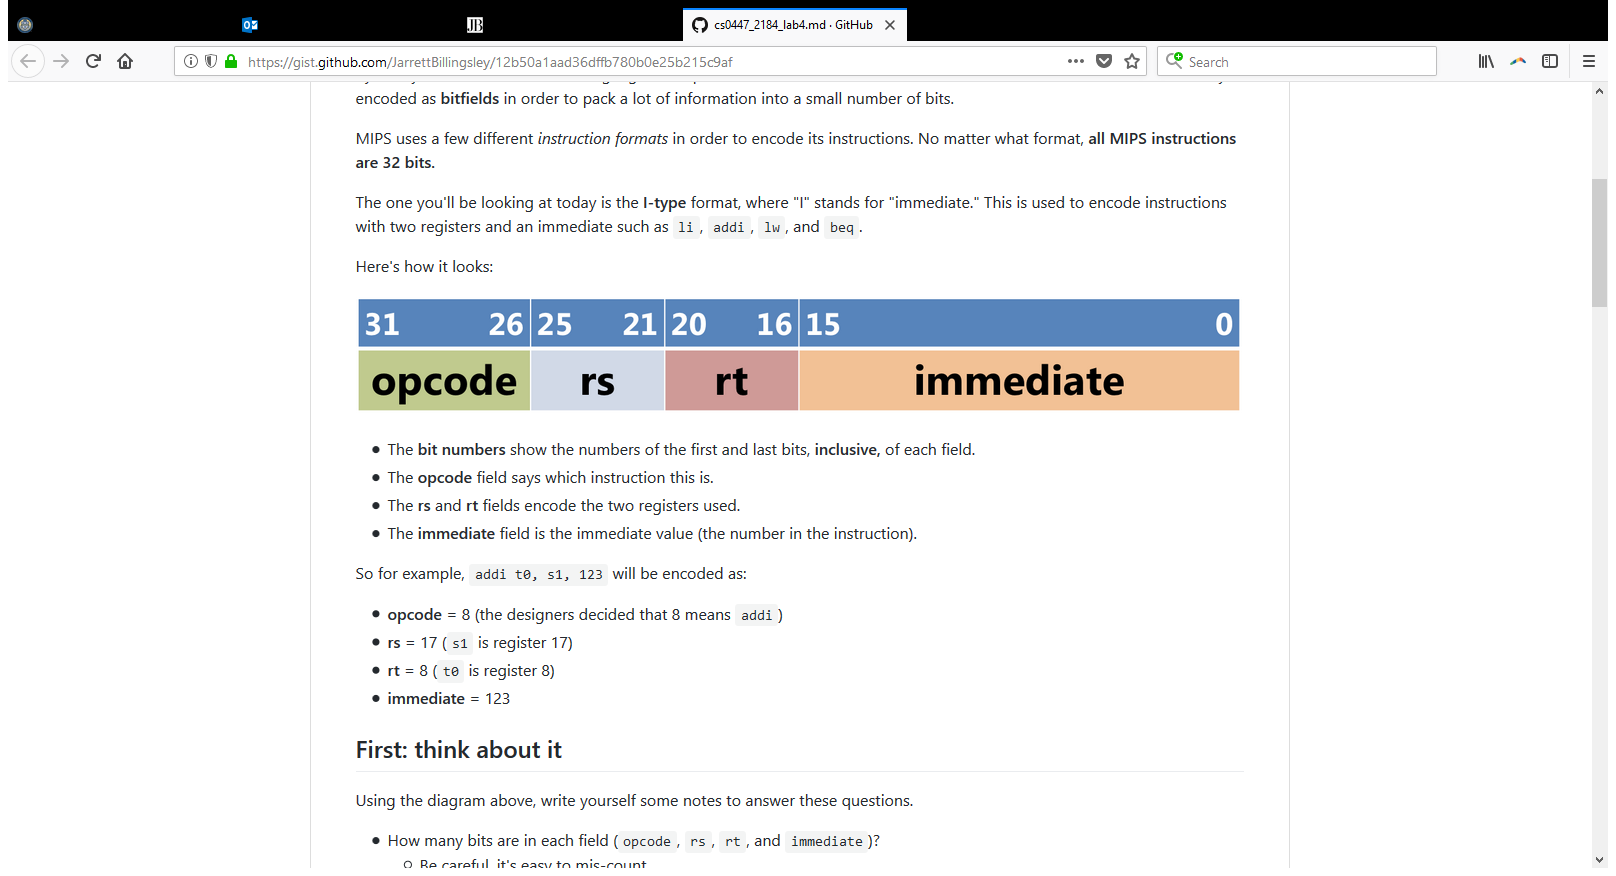 JB
cs0447_2184_lab4.md · GitHub
https://gist.github.com/JarrettBillingsley/12b50a1aad36dffb780b0e25b215c9af
Search
encoded as bitfields in order to pack a lot of information into a small number of bits.
MIPS uses a few different instruction formats in order to encode its instructions. No matter what format, all MIPS instructions
are 32 bits.
The one you'll be looking at today is the I-type format, where "I" stands for "immediate." This is used to encode instructions
with two registers and an immediate such as li , addi , lw , and beq .
Here's how it looks:
31 26 25 21 20 16 15 0
opcode rs rt immediate
• The bit numbers show the numbers of the first and last bits, inclusive, of each field.
• The opcode field says which instruction this is.
• The rs and rt fields encode the two registers used.
• The immediate field is the immediate value (the number in the instruction).
So for example, addi t0, s1, 123 will be encoded as:
• opcode = 8 (the designers decided that 8 means addi )
• rs = 17 ( s1 is register 17)
• rt = 8 ( t0 is register 8)
• immediate = 123
First: think about it
Using the diagram above, write yourself some notes to answer these questions.
• How many bits are in each field ( opcode , rs , rt , and immediate )?
Be careful, it's easy to mis-count